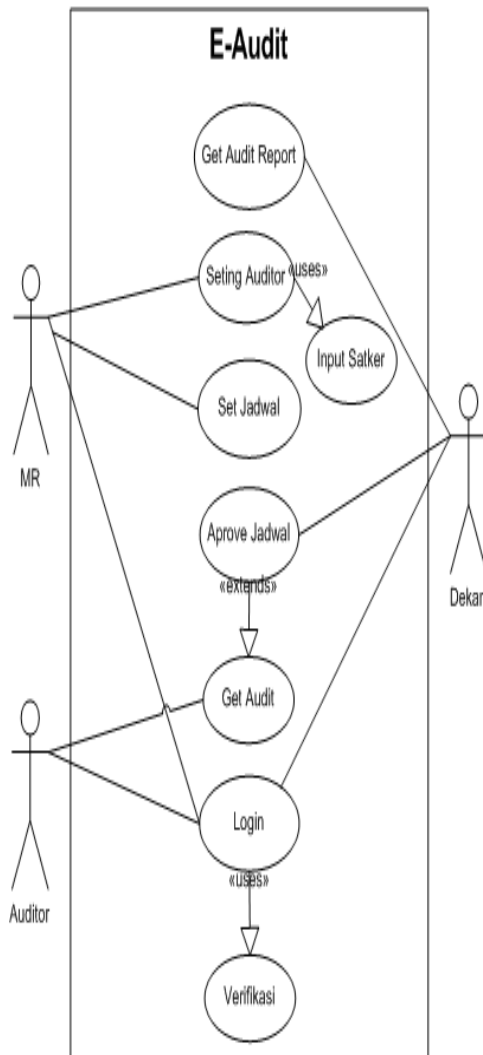 E-Audit
Get Audit Report
Seting Auditor
«uses»
Input Satker
MR
Set Jadwal
Aprove Jadwal
«extends»
Dekan
Get Audit
Auditor
Login
«uses»
Verifikasi